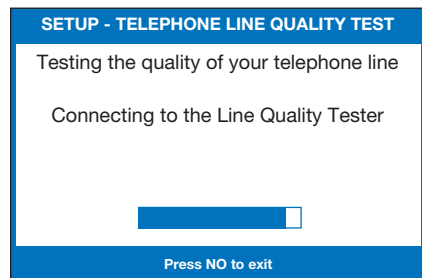 SETUP - TELEPHONE LINE QUALITY TEST
Testing the quality of your telephone line
Connecting to the Line Quality Tester
Press NO to exit